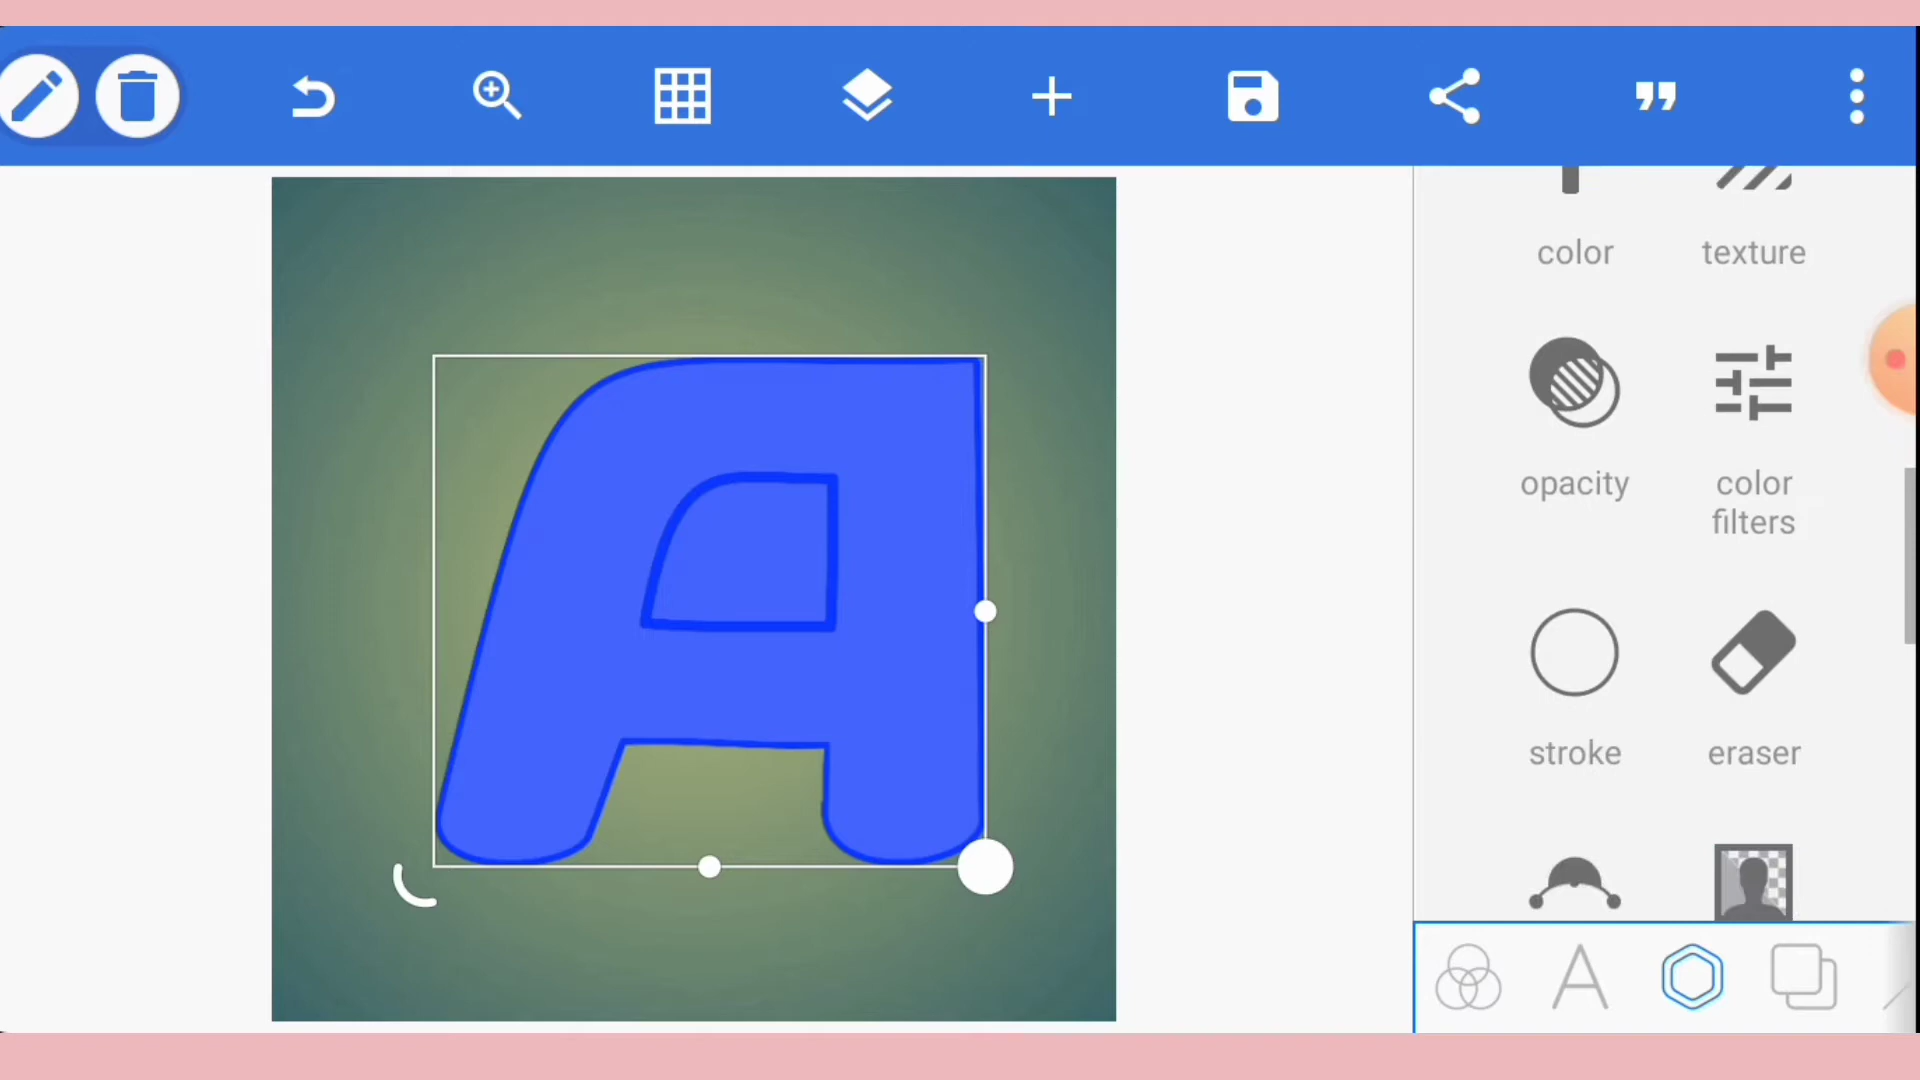 color texture
opacity color
filters
stroke eraser
A